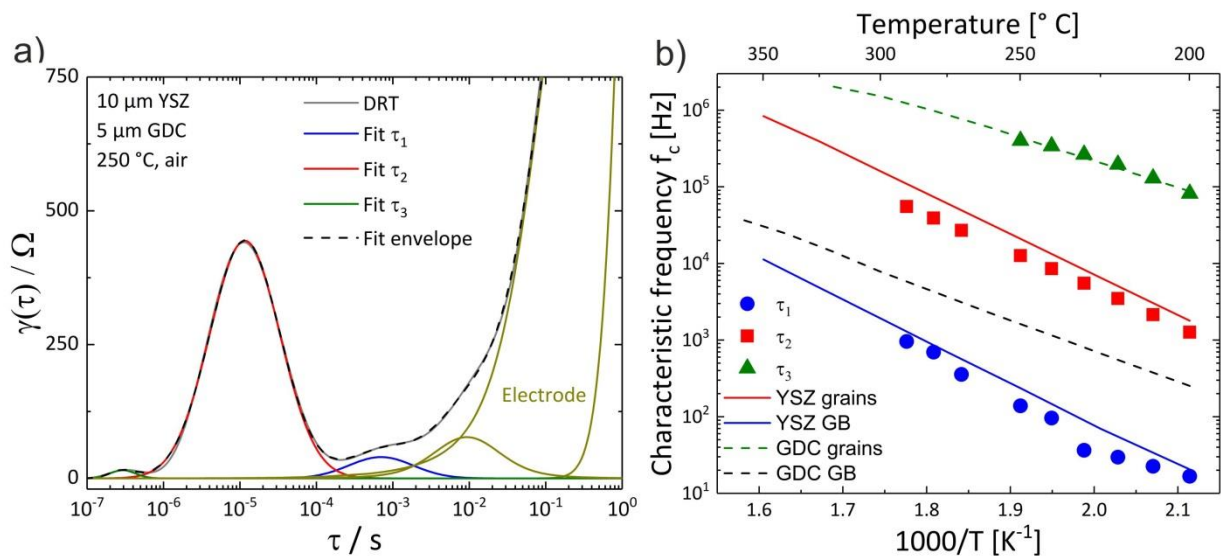 a)
750
500
250
0
γ(τ) / Ω
10 µm YSZ
5 µm GDC
250 °C, air
DRT
Fit τ₁
Fit τ₂
Fit τ₃
Fit envelope
Electrode
10⁻⁷ 10⁻⁶ 10⁻⁵ 10⁻⁴ 10⁻³ 10⁻² 10⁻¹ 10⁰
τ / s
b)
Temperature [° C]
350 300 250 200
Characteristic frequency f_c [Hz]
10⁶
10⁵
10⁴
10³
10²
10¹
τ₁
τ₂
τ₃
YSZ grains
YSZ GB
GDC grains
GDC GB
1.6 1.7 1.8 1.9 2.0 2.1
1000/T [K⁻¹]